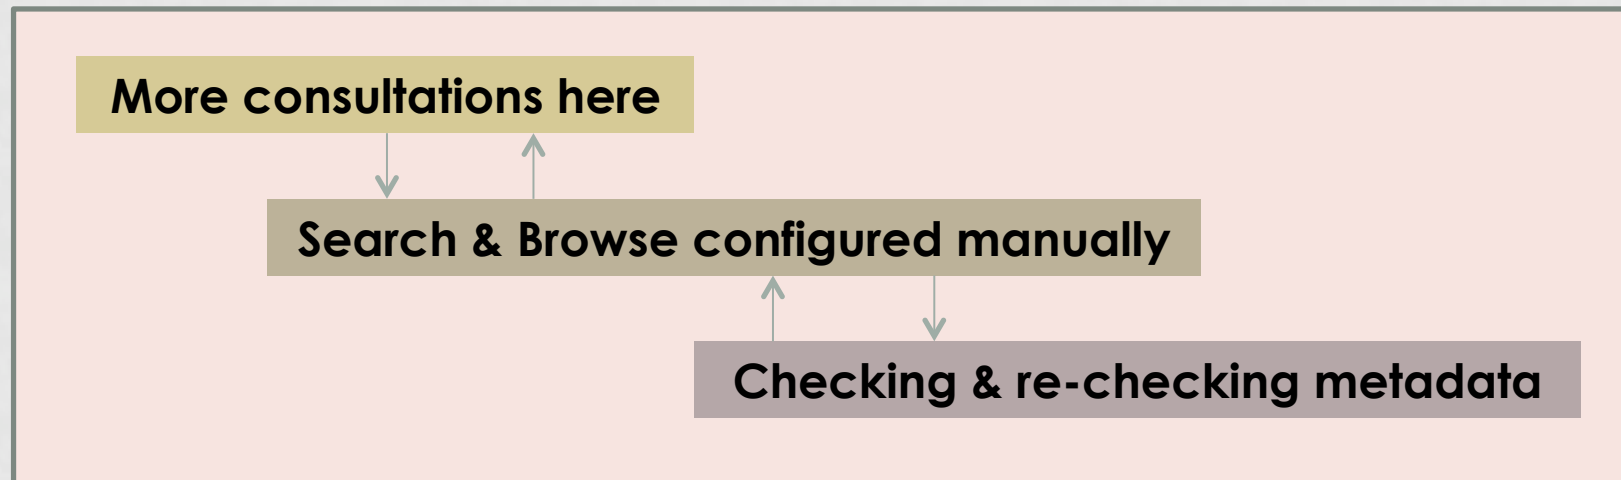 More consultations here
Search & Browse configured manually
Checking & re-checking metadata